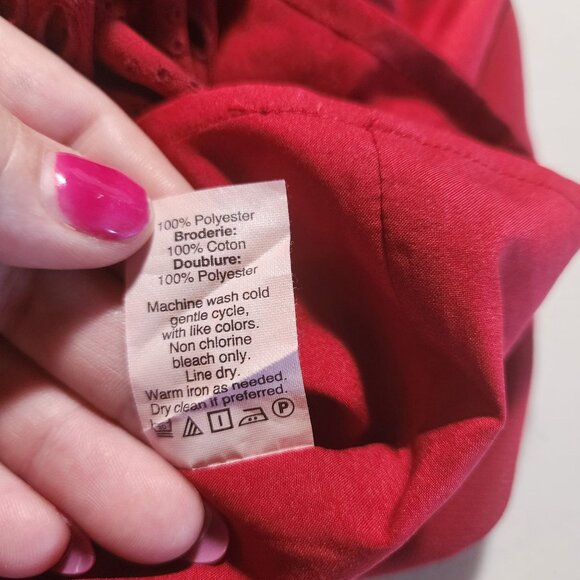 100% Polyester
Broderie:
100% Coton
Doublure:
100% Polyester
Machine wash cold
gentle cycle,
with like colors.
Non chlorine
bleach only.
Line dry.
Warm iron as needed.
Dry clean if preferred.
P